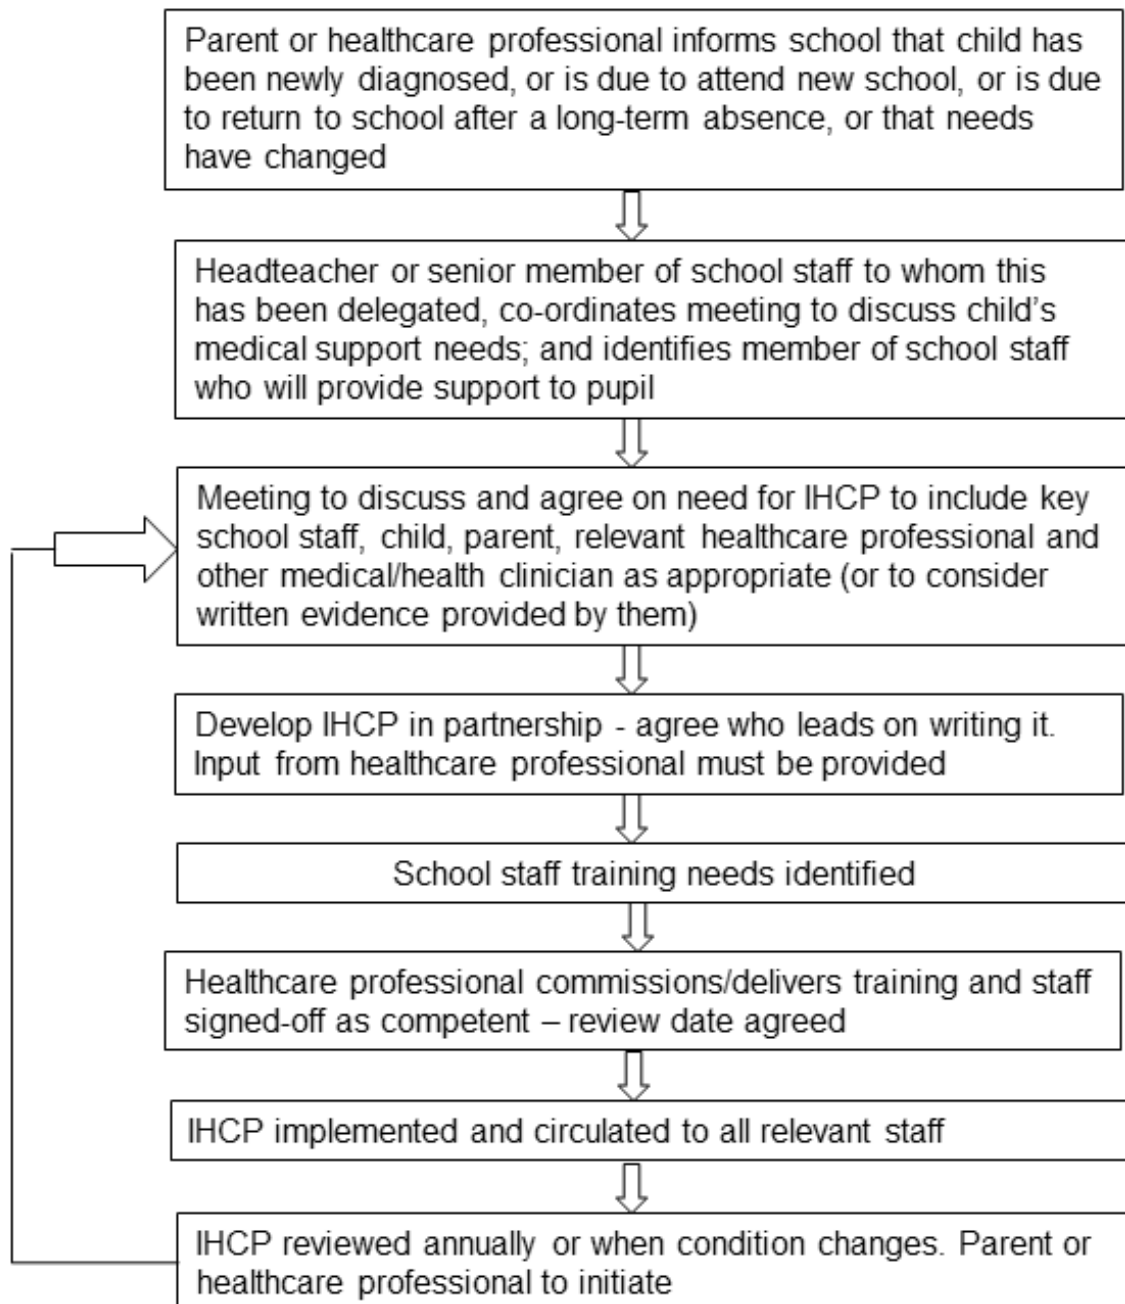 Parent or healthcare professional informs school that child has
been newly diagnosed, or is due to attend new school, or is due
to return to school after a long-term absence, or that needs
have changed
Headteacher or senior member of school staff to whom this
has been delegated, co-ordinates meeting to discuss child's
medical support needs; and identifies member of school staff
who will provide support to pupil
Meeting to discuss and agree on need for IHCP to include key
school staff, child, parent, relevant healthcare professional and
other medical/health clinician as appropriate (or to consider
written evidence provided by them)
Develop IHCP in partnership - agree who leads on writing it.
Input from healthcare professional must be provided
School staff training needs identified
Healthcare professional commissions/delivers training and staff
signed-off as competent – review date agreed
IHCP implemented and circulated to all relevant staff
IHCP reviewed annually or when condition changes. Parent or
healthcare professional to initiate